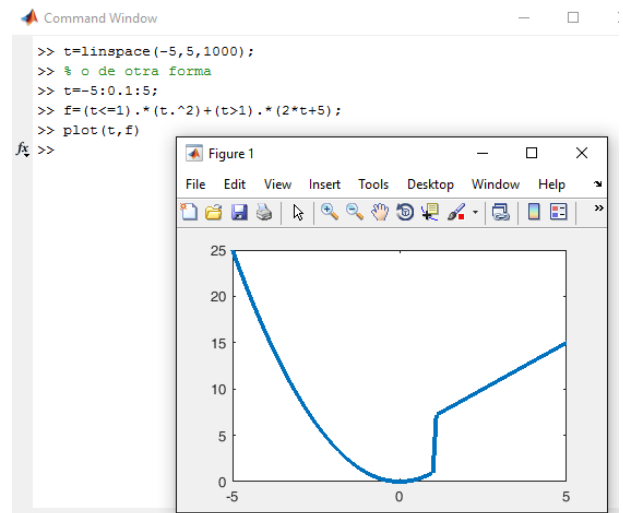 Command Window
>> t=linspace(-5,5,1000);
>> % o de otra forma
>> t=-5:0.1:5;
>> f=(t<=1).*(t.^2)+(t>1).*(2*t+5);
>> plot(t,f)
fx >>
Figure 1
File Edit View Insert Tools Desktop Window Help
25
20
15
10
5
0
-5 0 5